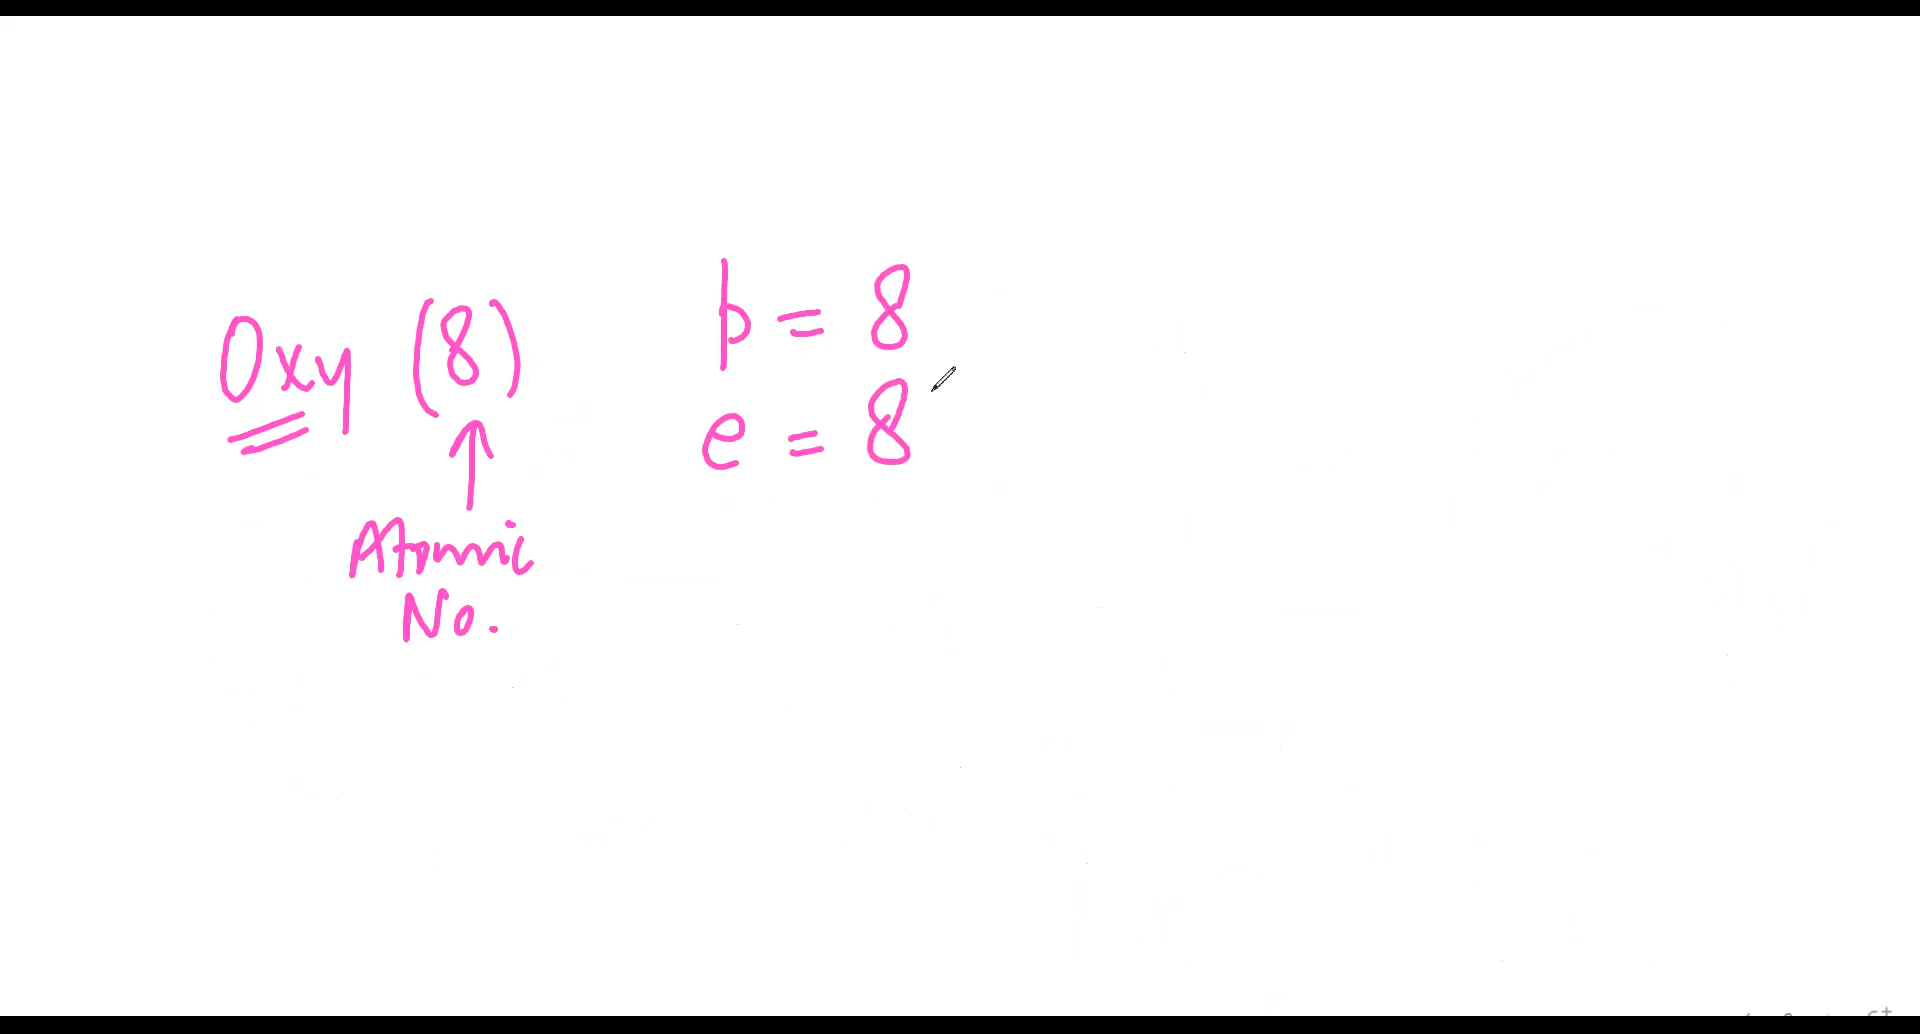 Oxy (8)
↑
Atomic
No.
p = 8
e = 8